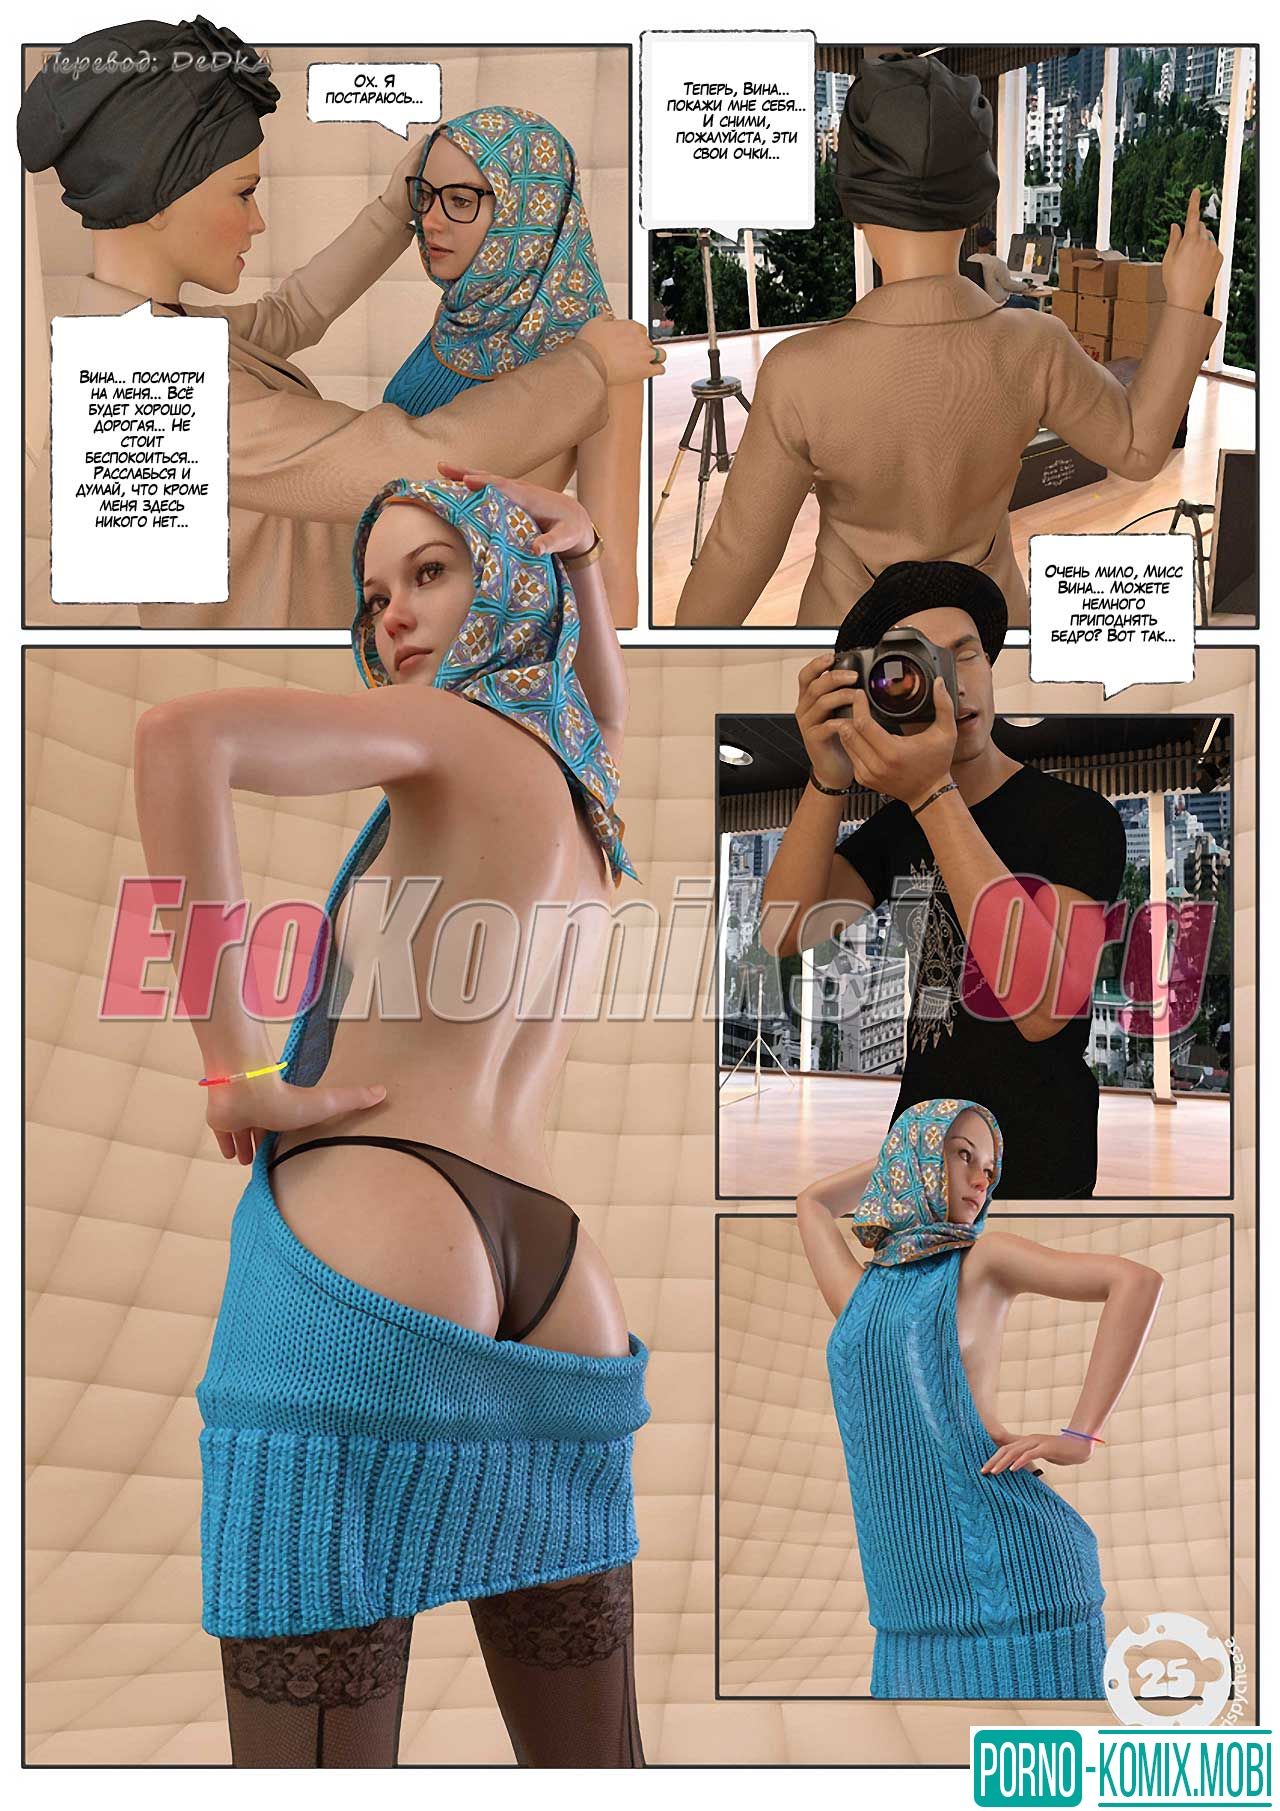 Перевод: DeDkA
Ох. Я
постараюсь...
Вина... посмотри
на меня... Всё
будет хорошо,
дорогая... Не
стоит
беспокоиться...
Расслабься и
думай, что кроме
меня здесь
никого нет...
Теперь, Вина...
покажи мне себя...
И сними,
пожалуйста, эти
свои очки...
Очень мило, Мисс
Вина... Можете
немного
приподнять
бедро? Вот так...
EroKomiksi.Org
25
crispycheese
PORNO-KOMIX.MOBI